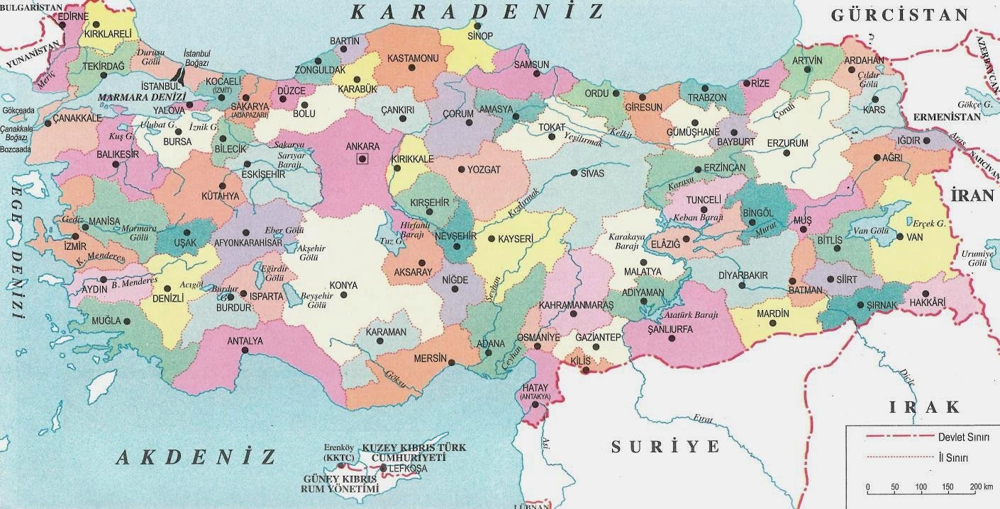 KARADENİZ
BULGARİSTAN
GÜRCİSTAN
EDİRNE
KIRKLARELİ
SİNOP
BARTIN
YUNANİSTAN
AZERBAYCAN
Durusu
Gölü
İstanbul
Boğazı
KASTAMONU
ZONGULDAK
SAMSUN
ARTVİN
ARDAHAN
TEKİRDAĞ
Meriç
Çıldır
Gölü
İSTANBUL
KOCAELİ
(İZMİT)
DÜZCE
KARABÜK
ORDU
GİRESUN
TRABZON
RİZE
MARMARA DENİZİ
SAKARYA
(ADAPAZARI)
BOLU
YALOVA
Gökçeada
ÇANAKKALE
ÇANKIRI
ÇORUM
AMASYA
Çoruh
KARS
Gökçe G.
ERMENİSTAN
Çanakkale
Boğazı
Bozcaada
Kuş G.
Ulubat G.
İznik G.
BURSA
BİLECİK
TOKAT
Yeşilırmak
Kelkit
GÜMÜŞHANE
BAYBURT
ERZURUM
IĞDIR
Aras
NAHCİVAN
BALIKESİR
Sakarya
Sarıyar
Barajı
ANKARA
KIRIKKALE
ESKİŞEHİR
YOZGAT
SİVAS
ERZİNCAN
AĞRI
Karasu
EGE DENİZİ
KÜTAHYA
KIRŞEHİR
Kızılırmak
TUNCELİ
Keban Barajı
BİNGÖL
Murat
MUŞ
İRAN
Gediz
MANİSA
Marmara
Gölü
UŞAK
AFYONKARAHİSAR
Eber Gölü
Hirfanlı
Barajı
Tuz G.
NEVŞEHİR
KAYSERİ
Karakaya
Barajı
ELÂZIĞ
BİTLİS
Van Gölü
Erçek G.
VAN
İZMİR
K. Menderes
Akşehir
Gölü
Urumiye
Gölü
AYDIN
B. Menderes
DENİZLİ
Acıgöl
Burdur
G.
BURDUR
Eğirdir
Gölü
ISPARTA
Beyşehir
Gölü
KONYA
AKSARAY
NİĞDE
Seyhan
MALATYA
ADIYAMAN
DİYARBAKIR
BATMAN
SİİRT
ŞIRNAK
HAKKÂRİ
KAHRAMANMARAŞ
Atatürk Barajı
MARDİN
MUĞLA
ANTALYA
KARAMAN
MERSİN
Göksu
ADANA
Ceyhan
OSMANİYE
GAZİANTEP
KİLİS
ŞANLIURFA
HATAY
(ANTAKYA)
Dicle
Fırat
IRAK
SURİYE
Asi
AKDENİZ
Erenköy
(KKTC)
KUZEY KIBRIS TÜRK
CUMHURİYETİ
LEFKOŞA
GÜNEY KIBRIS
RUM YÖNETİMİ
LÜBNAN
Devlet Sınırı
İl Sınırı
0 50 100 150 200 km